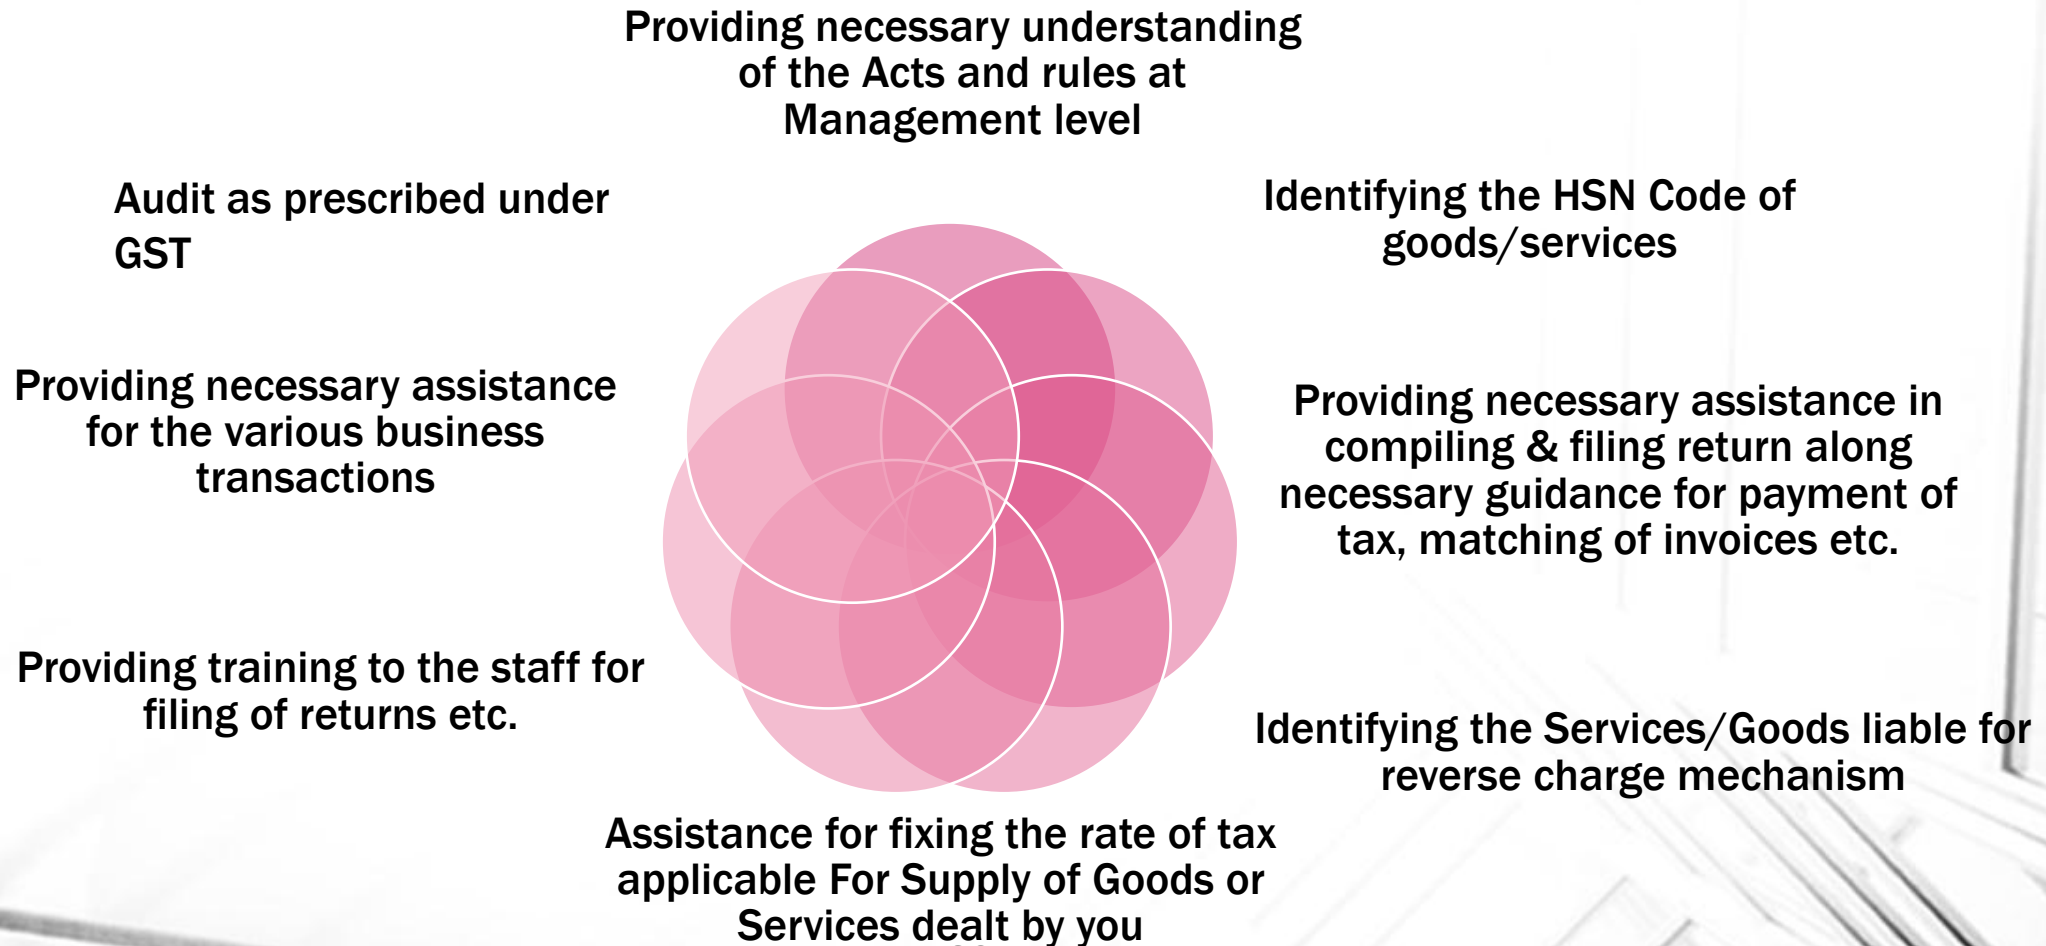 Providing necessary understanding
of the Acts and rules at
Management level
Identifying the HSN Code of
goods/services
Providing necessary assistance in
compiling & filing return along
necessary guidance for payment of
tax, matching of invoices etc.
Identifying the Services/Goods liable for
reverse charge mechanism
Assistance for fixing the rate of tax
applicable For Supply of Goods or
Services dealt by you
Providing training to the staff for
filing of returns etc.
Providing necessary assistance
for the various business
transactions
Audit as prescribed under
GST